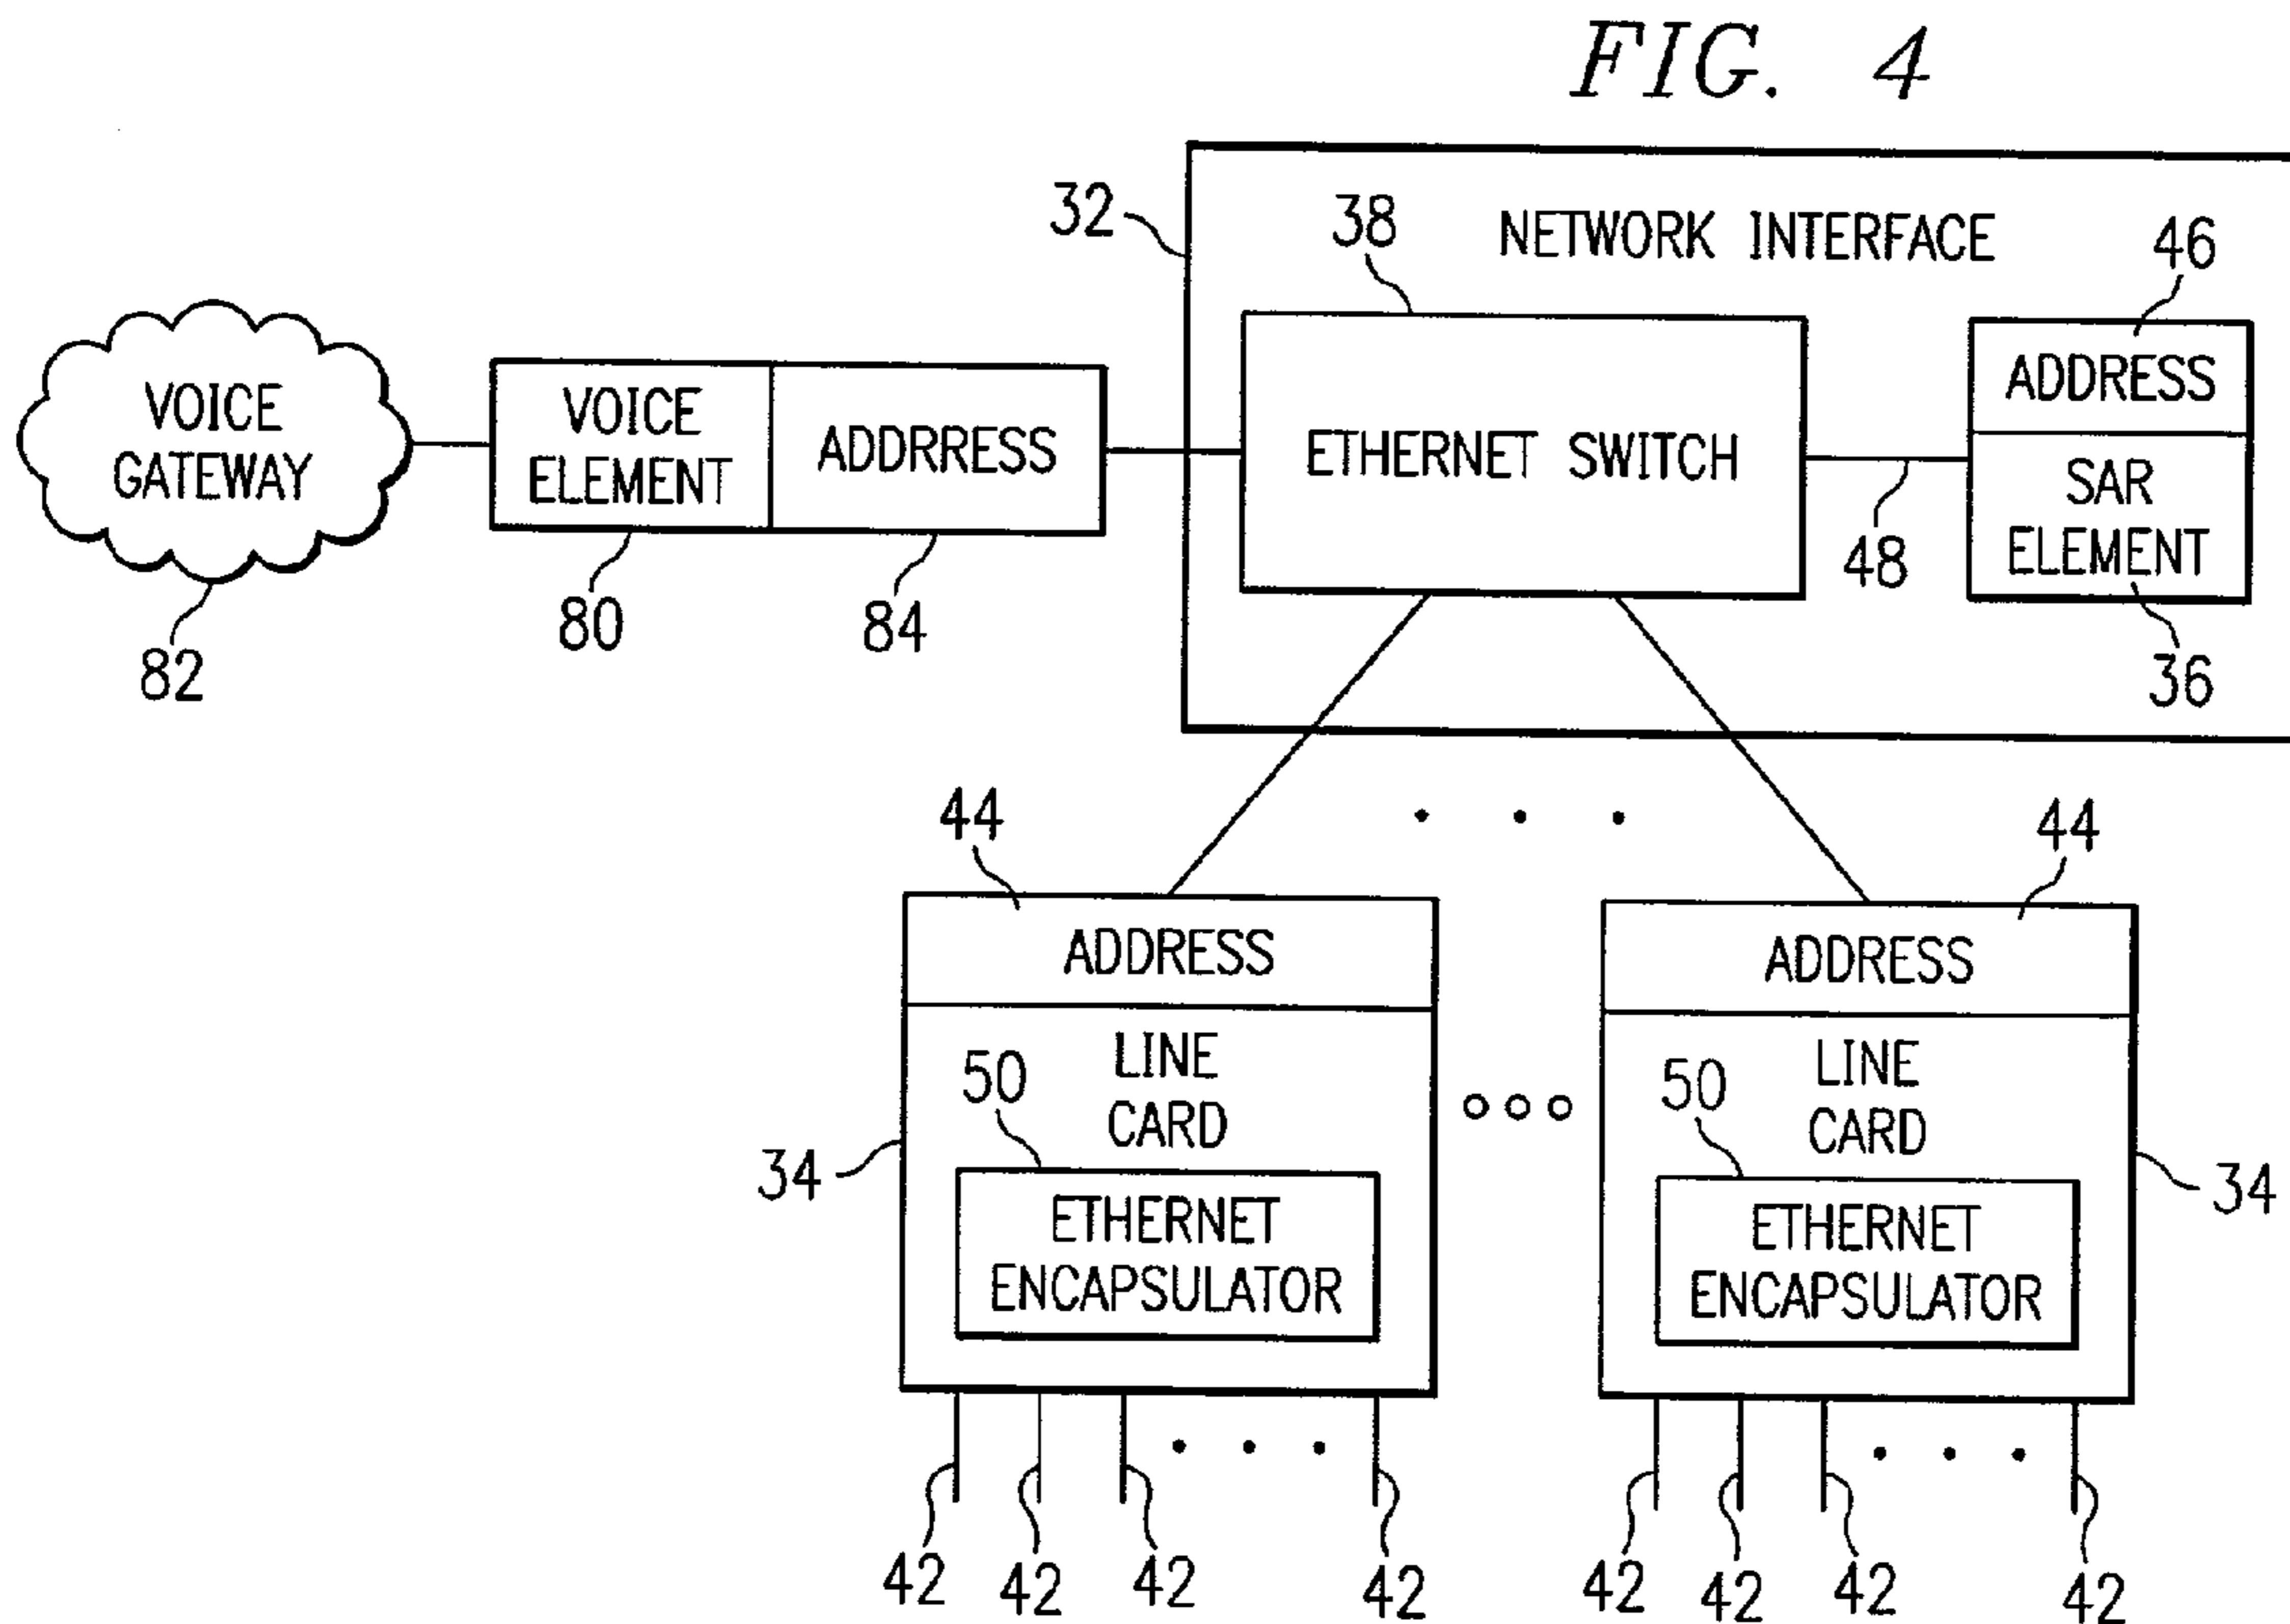 FIG. 4
32
38
NETWORK INTERFACE
46
VOICE
GATEWAY
VOICE
ELEMENT
ADDRRESS
ETHERNET SWITCH
ADDRESS
SAR
ELEMENT
48
82
80
84
36
44
44
ADDRESS
ADDRESS
LINE
CARD
LINE
CARD
50
50
34
34
ETHERNET
ENCAPSULATOR
ETHERNET
ENCAPSULATOR
42
42
42
42
42
42
42
42